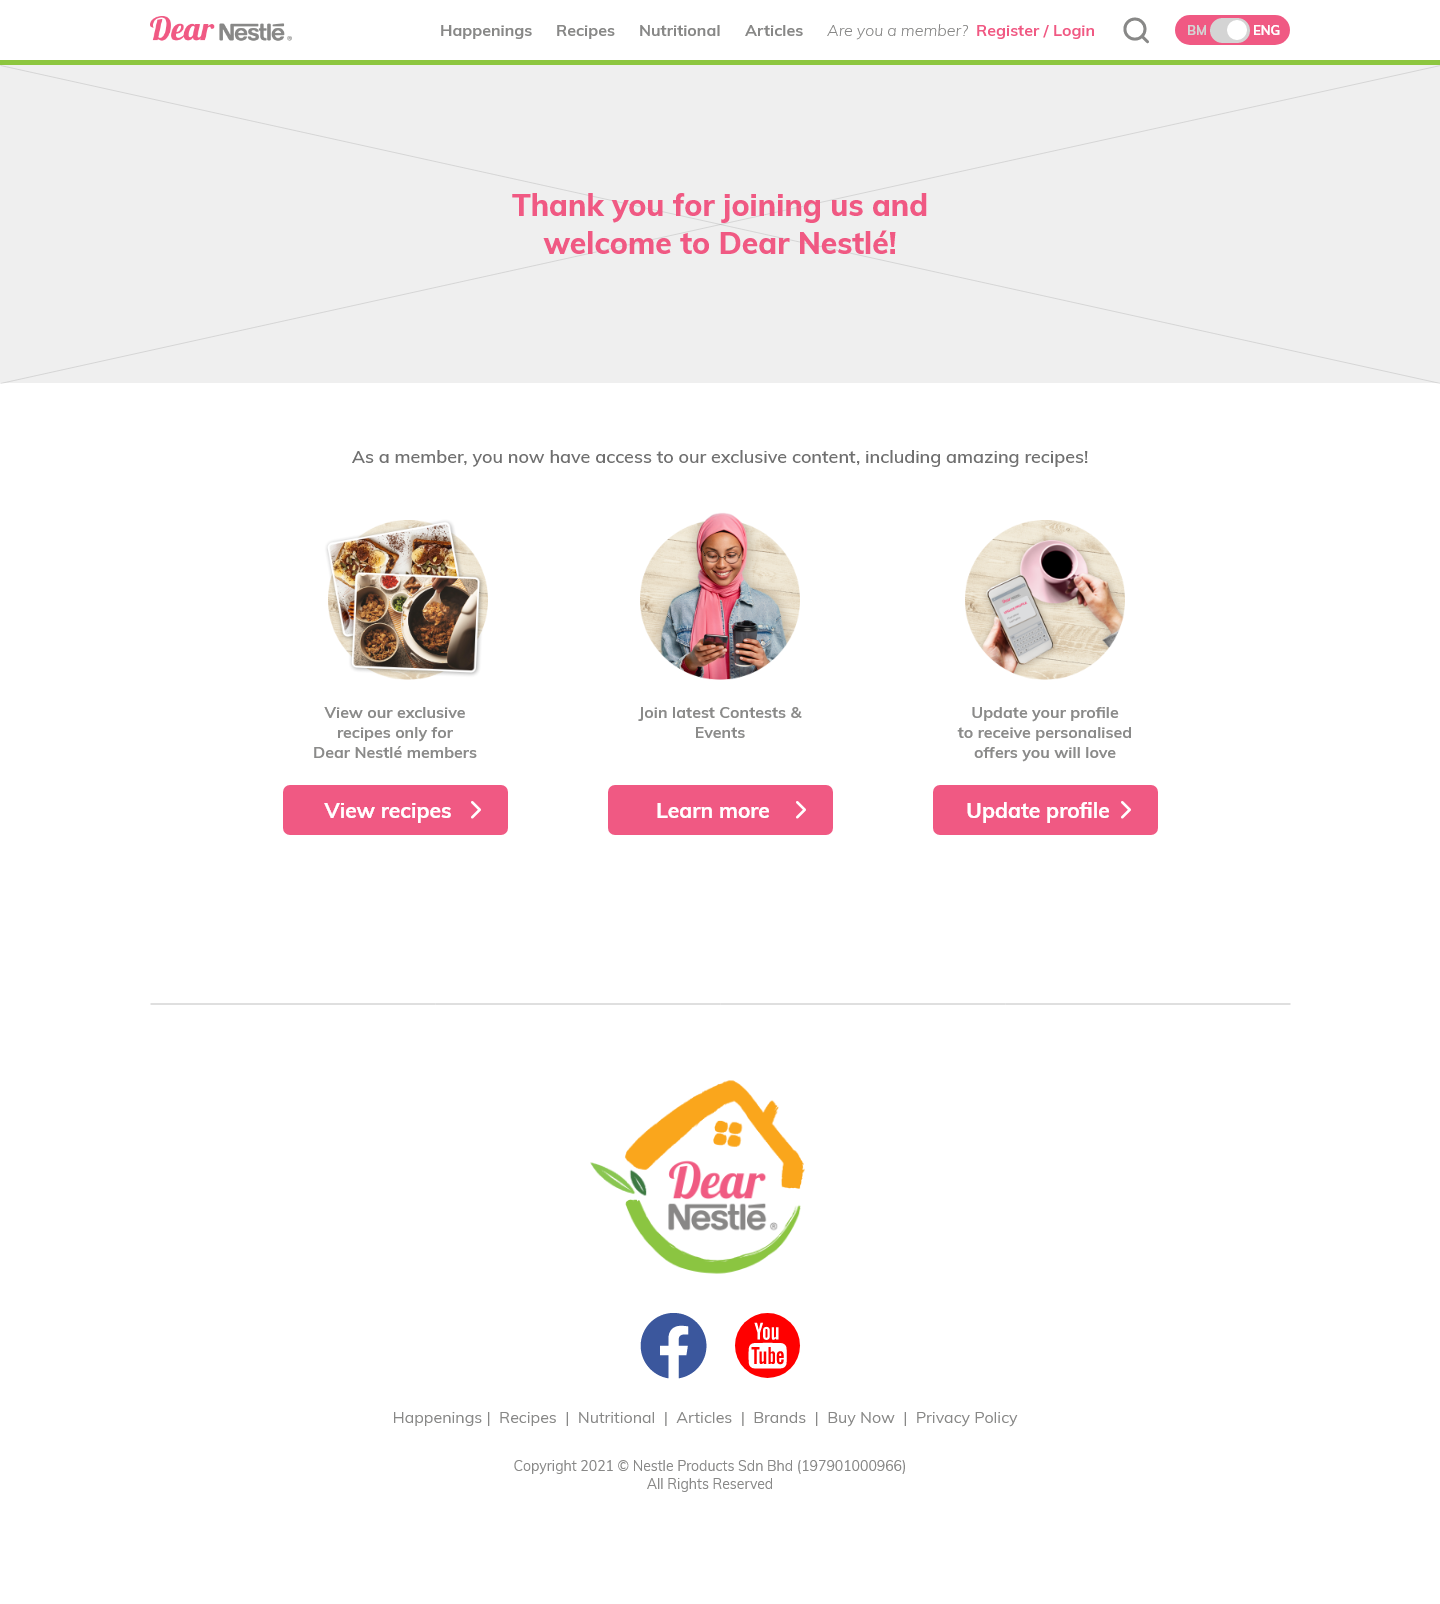 Dear Nestlé®
Happenings Recipes Nutritional Articles Are you a member? Register / Login BM ENG
Thank you for joining us and
welcome to Dear Nestlé!
As a member, you now have access to our exclusive content, including amazing recipes!
View our exclusive
recipes only for
Dear Nestlé members
View recipes
Join latest Contests &
Events
Learn more
Update your profile
to receive personalised
offers you will love
Update profile
Dear
Nestlé®
You
Tube
Happenings | Recipes | Nutritional | Articles | Brands | Buy Now | Privacy Policy
Copyright 2021 © Nestle Products Sdn Bhd (197901000966)
All Rights Reserved